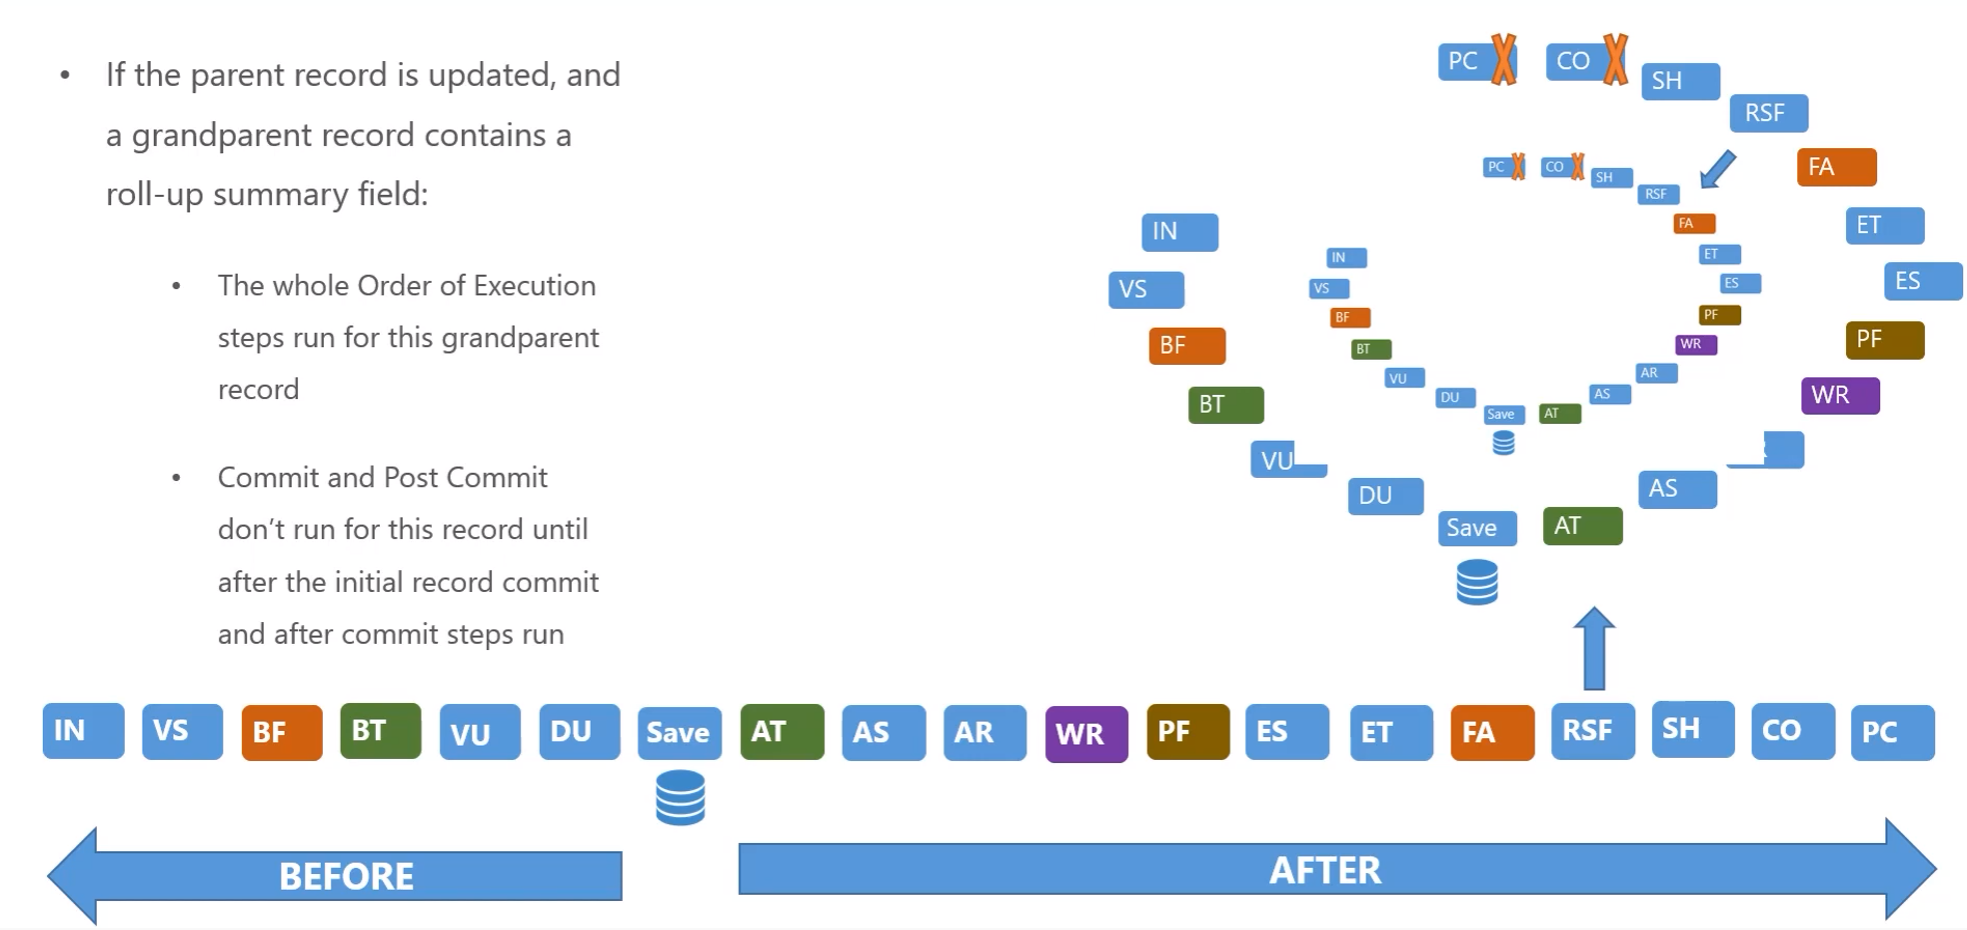 If the parent record is updated, and
a grandparent record contains a
roll-up summary field:
The whole Order of Execution
steps run for this grandparent
record
Commit and Post Commit
don’t run for this record until
after the initial record commit
and after commit steps run
PC
CO
SH
RSF
FA
ET
ES
PF
WR
AS
AT
Save
DU
VU
BT
BF
VS
IN
PC
CO
SH
RSF
FA
ET
ES
PF
WR
AR
AS
AT
Save
DU
VU
BT
BF
VS
IN
IN VS BF BT VU DU Save AT AS AR WR PF ES ET FA RSF SH CO PC
BEFORE
AFTER